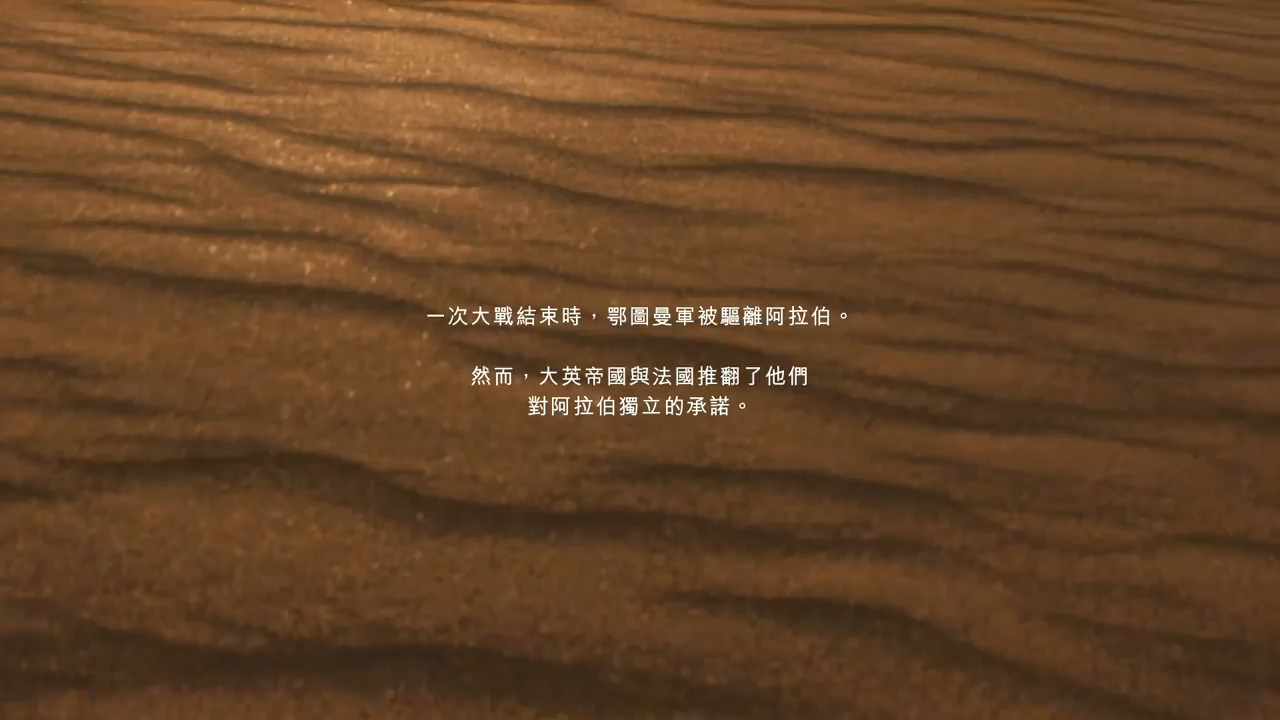 一次大戰結束時，鄂圖曼軍被驅離阿拉伯。
然而，大英帝國與法國推翻了他們
對阿拉伯獨立的承諾。